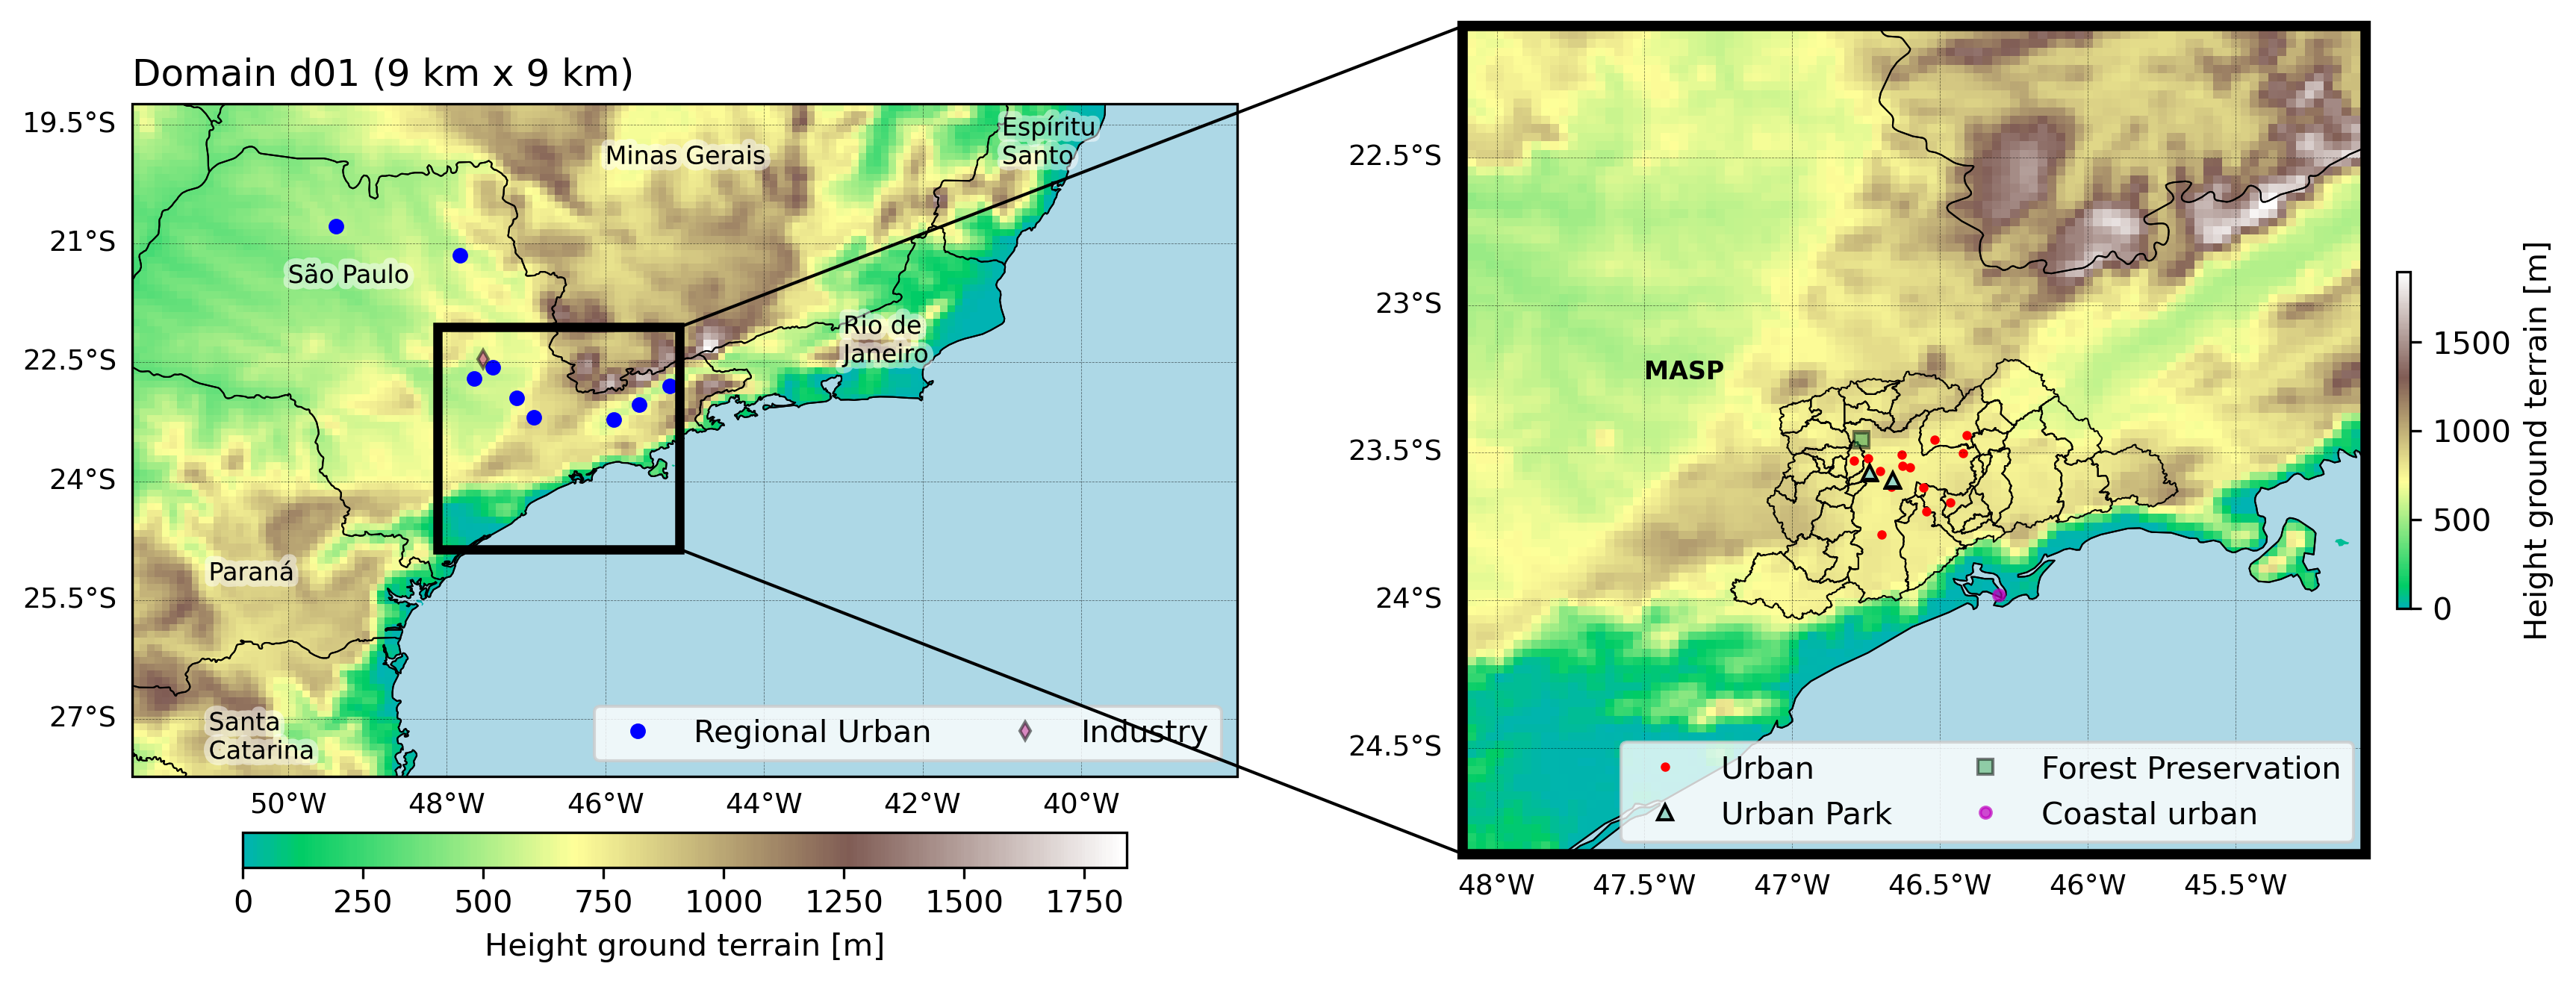 Domain d01 (9 km x 9 km)
19.5°S
21°S
22.5°S
24°S
25.5°S
27°S
Espíritu
Santo
Minas Gerais
São Paulo
Rio de
Janeiro
Paraná
Santa
Catarina
Regional Urban
Industry
50°W
48°W
46°W
44°W
42°W
40°W
0
250
500
750
1000
1250
1500
1750
Height ground terrain [m]
22.5°S
23°S
23.5°S
24°S
24.5°S
MASP
Urban
Forest Preservation
Urban Park
Coastal urban
48°W
47.5°W
47°W
46.5°W
46°W
45.5°W
1500
1000
500
0
Height ground terrain [m]